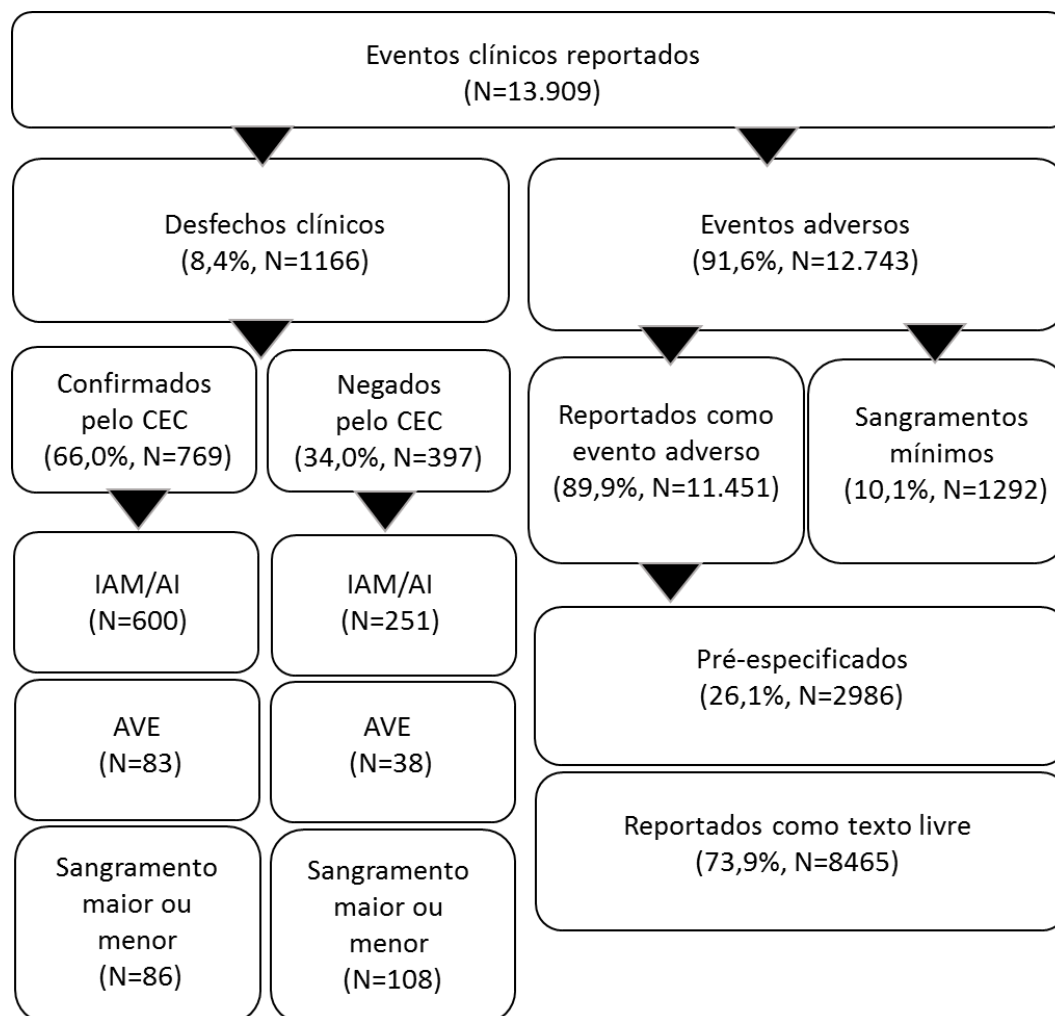 Eventos clínicos reportados
(N=13.909)
Desfechos clínicos
(8,4%, N=1166)
Eventos adversos
(91,6%, N=12.743)
Confirmados
pelo CEC
(66,0%, N=769)
Negados
pelo CEC
(34,0%, N=397)
Reportados como
evento adverso
(89,9%, N=11.451)
Sangramentos
mínimos
(10,1%, N=1292)
IAM/AI
(N=600)
IAM/AI
(N=251)
Pré-especificados
(26,1%, N=2986)
AVE
(N=83)
AVE
(N=38)
Reportados como texto livre
(73,9%, N=8465)
Sangramento
maior ou
menor
(N=86)
Sangramento
maior ou
menor
(N=108)